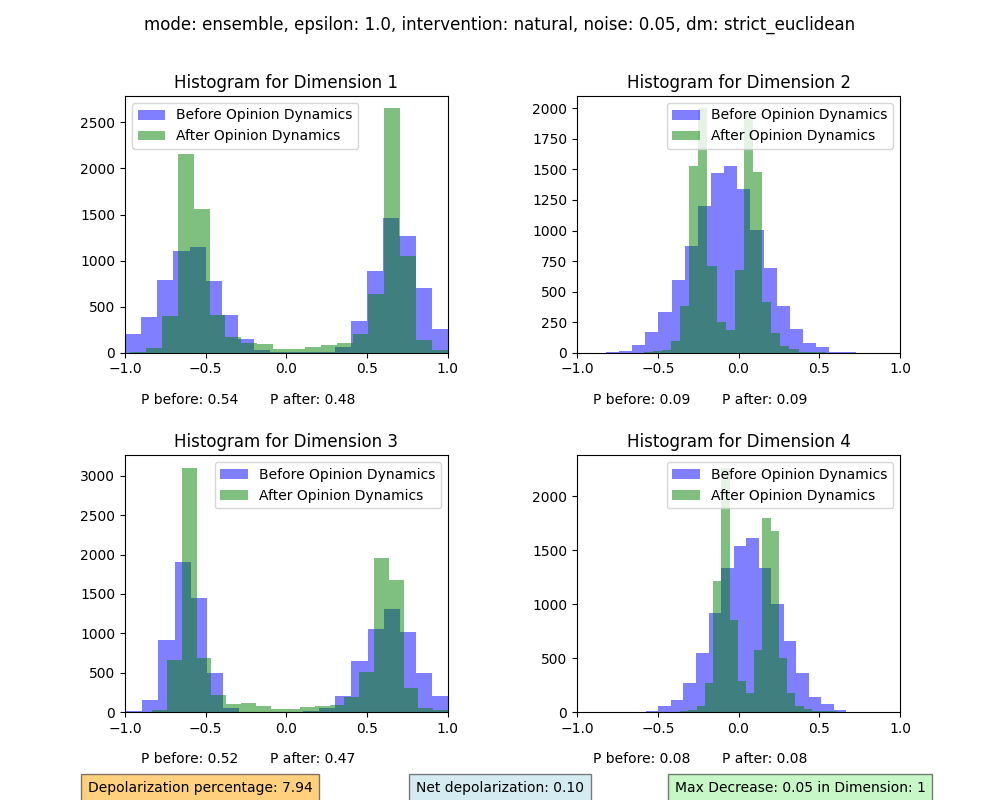 mode: ensemble, epsilon: 1.0, intervention: natural, noise: 0.05, dm: strict_euclidean
Histogram for Dimension 1
Before Opinion Dynamics
After Opinion Dynamics
2500
2000
1500
1000
500
0
−1.0 −0.5 0.0 0.5 1.0
P before: 0.54 P after: 0.48
Histogram for Dimension 2
Before Opinion Dynamics
After Opinion Dynamics
2000
1750
1500
1250
1000
750
500
250
0
−1.0 −0.5 0.0 0.5 1.0
P before: 0.09 P after: 0.09
Histogram for Dimension 3
Before Opinion Dynamics
After Opinion Dynamics
3000
2500
2000
1500
1000
500
0
−1.0 −0.5 0.0 0.5 1.0
P before: 0.52 P after: 0.47
Histogram for Dimension 4
Before Opinion Dynamics
After Opinion Dynamics
2000
1500
1000
500
0
−1.0 −0.5 0.0 0.5 1.0
P before: 0.08 P after: 0.08
Depolarization percentage: 7.94
Net depolarization: 0.10
Max Decrease: 0.05 in Dimension: 1